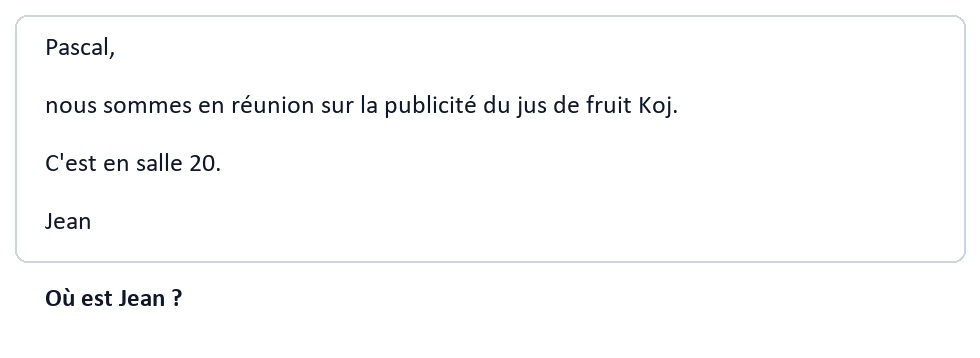 Pascal,
nous sommes en réunion sur la publicité du jus de fruit Koj.
C'est en salle 20.
Jean
Où est Jean ?